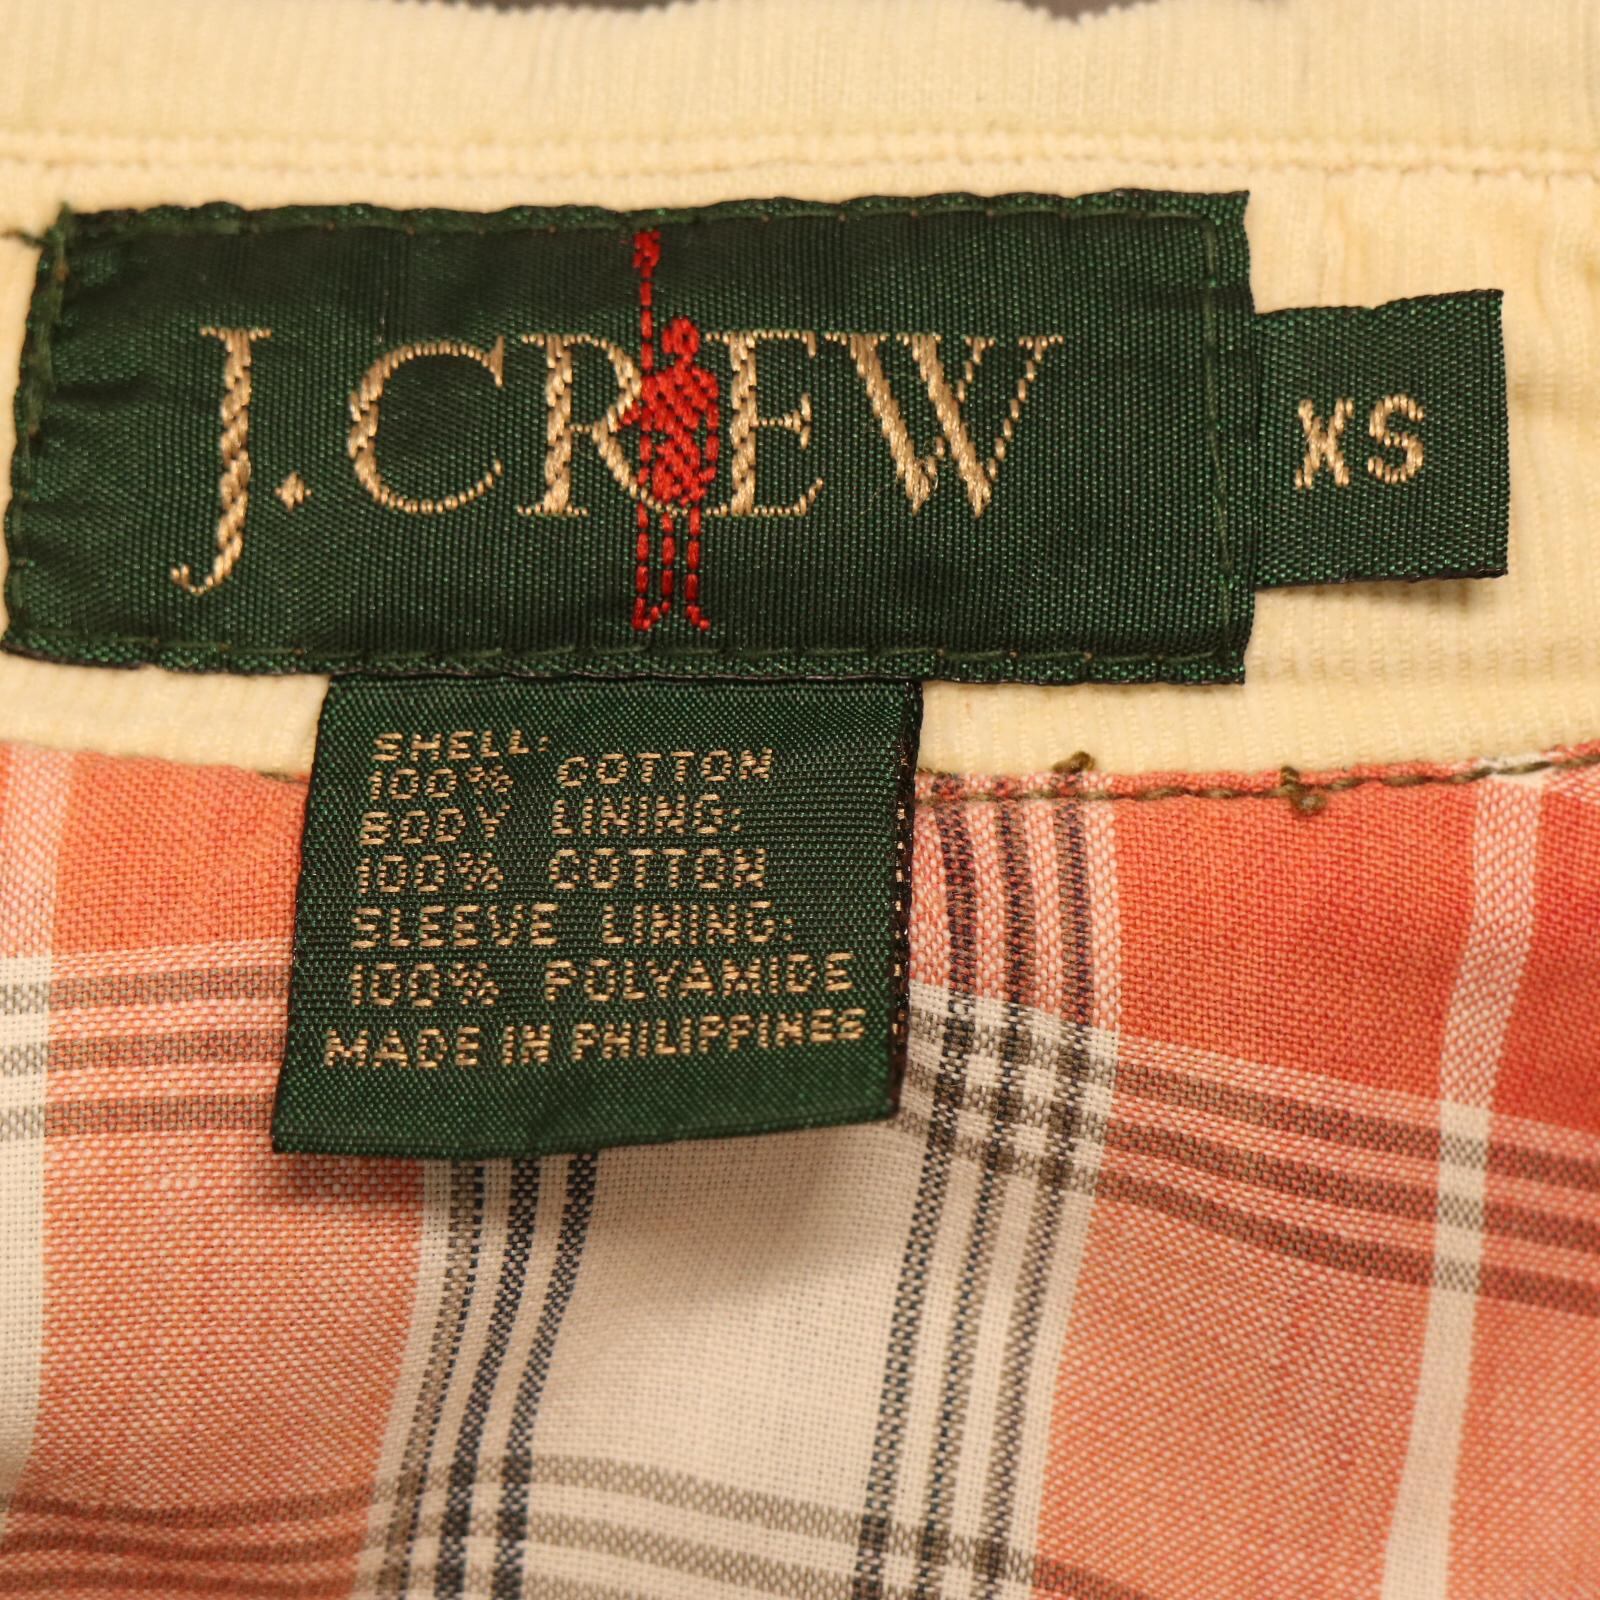 J.CREW
XS
SHELL:
100% COTTON
BODY LINING:
100% COTTON
SLEEVE LINING:
100% POLYAMIDE
MADE IN PHILIPPINES